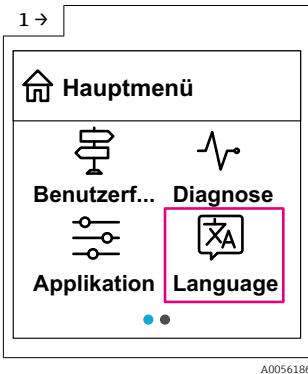 1 →
Hauptmenü
Benutzerf... Diagnose
Applikation Language
A0056186